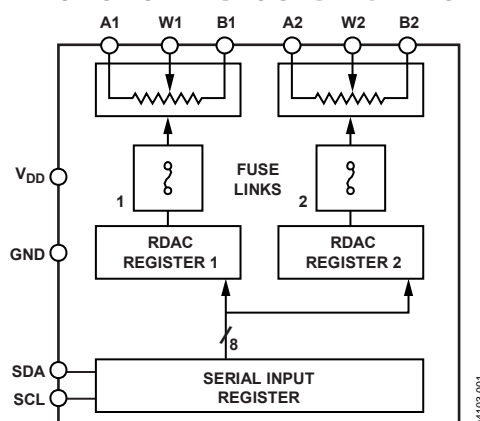 A1 W1 B1 A2 W2 B2
V_DD
1
FUSE
LINKS
2
GND
RDAC
REGISTER 1
RDAC
REGISTER 2
8
SDA
SCL
SERIAL INPUT
REGISTER